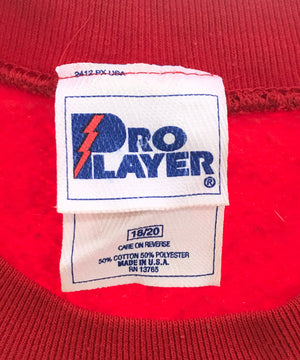 2412 PX USA
PRO
PLAYER®
18/20
CARE ON REVERSE
50% COTTON 50% POLYESTER
MADE IN U.S.A.
RN 13765